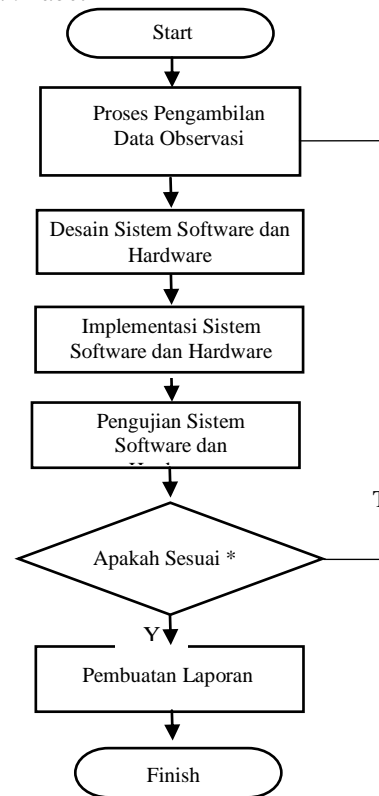 Start
Proses Pengambilan
Data Observasi
Desain Sistem Software dan
Hardware
Implementasi Sistem
Software dan Hardware
Pengujian Sistem
Software dan
T
Apakah Sesuai *
Y
Pembuatan Laporan
Finish